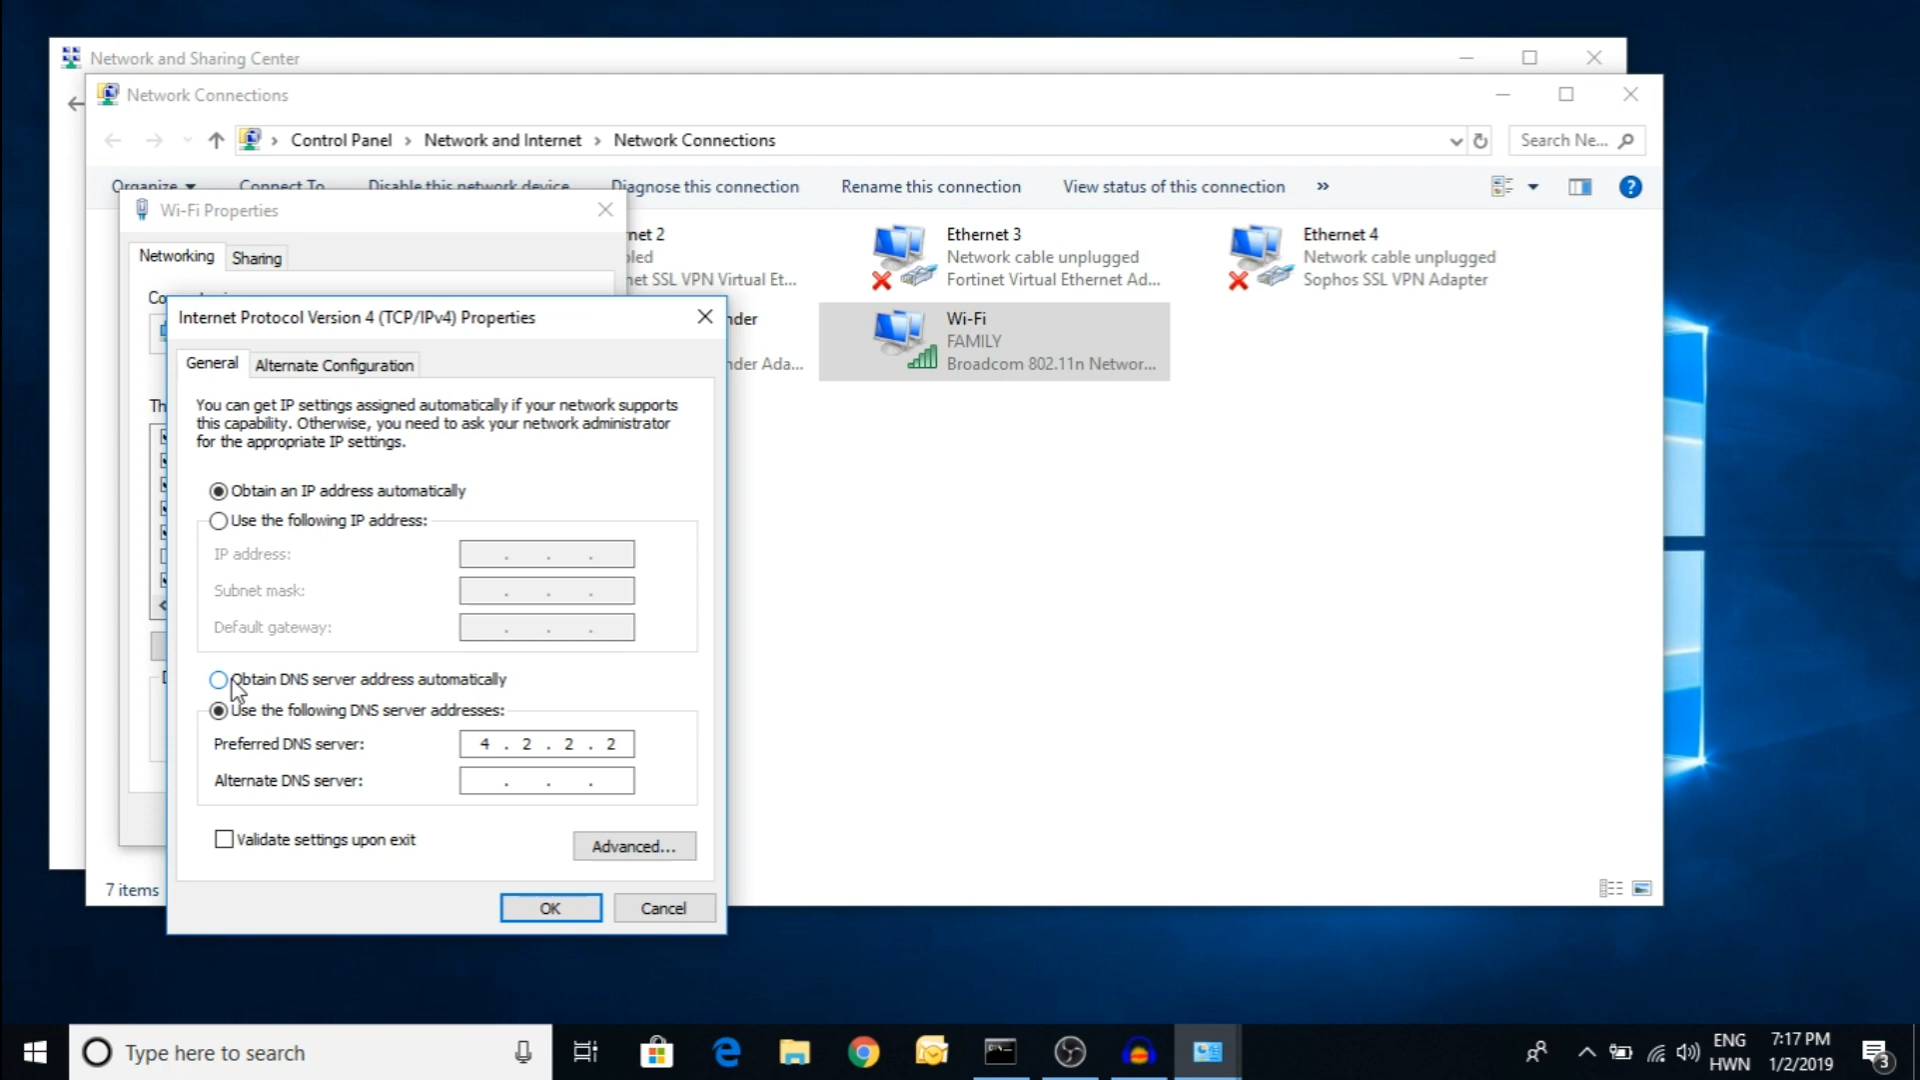 Network and Sharing Center
Network Connections
Control Panel > Network and Internet > Network Connections
Search Ne...
Organize
Connect To
Disable this network device
Diagnose this connection
Rename this connection
View status of this connection
»
Wi-Fi Properties
Networking
Sharing
net 2
net SSL VPN Virtual Et...
Ethernet 3
Network cable unplugged
Fortinet Virtual Ethernet Ad...
Ethernet 4
Network cable unplugged
Sophos SSL VPN Adapter
nder
nder Ada...
Wi-Fi
FAMILY
Broadcom 802.11n Networ...
Internet Protocol Version 4 (TCP/IPv4) Properties
General
Alternate Configuration
You can get IP settings assigned automatically if your network supports
this capability. Otherwise, you need to ask your network administrator
for the appropriate IP settings.
Obtain an IP address automatically
Use the following IP address:
IP address:
Subnet mask:
Default gateway:
Obtain DNS server address automatically
Use the following DNS server addresses:
Preferred DNS server: 4 . 2 . 2 . 2
Alternate DNS server:
Validate settings upon exit
Advanced...
OK
Cancel
7 items
Type here to search
ENG
HWN
7:17 PM
1/2/2019
3